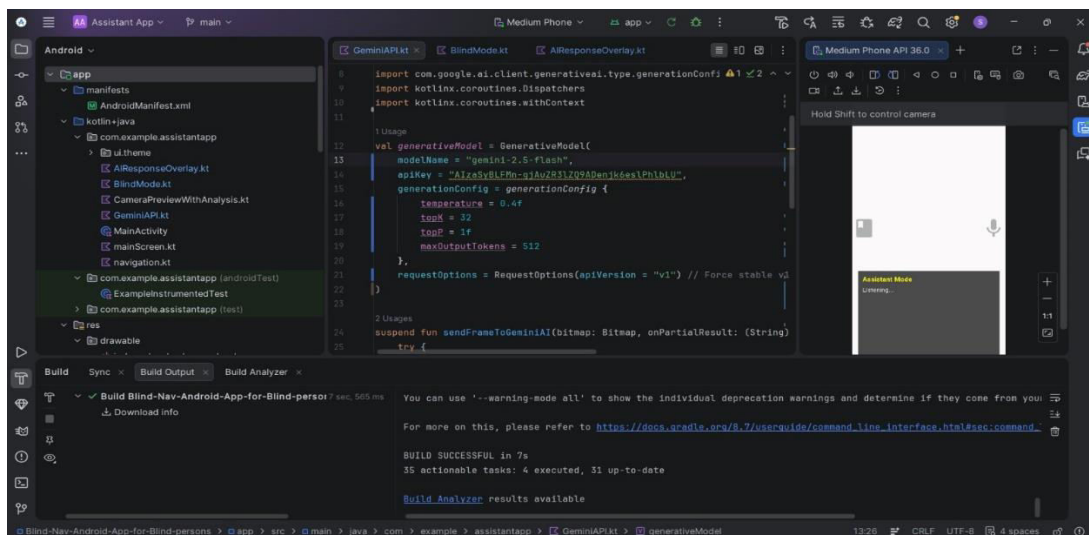 Assistant App
main
Medium Phone
app
Android
app
manifests
AndroidManifest.xml
kotlin+java
com.example.assistantapp
ui.theme
AIResponseOverlay.kt
BlindMode.kt
CameraPreviewWithAnalysis.kt
GeminiAPI.kt
MainActivity
mainScreen.kt
navigation.kt
com.example.assistantapp (androidTest)
ExampleInstrumentedTest
com.example.assistantapp (test)
res
drawable
GeminiAPI.kt
BlindMode.kt
AIResponseOverlay.kt
1 2
8 import com.google.ai.client.generativeai.type.generationConfi
9 import kotlinx.coroutines.Dispatchers
10 import kotlinx.coroutines.withContext
11
1 Usage
12 val generativeModel = GenerativeModel(
13 modelName = "gemini-2.5-flash",
14 apiKey =
15 generationConfig = generationConfig {
16 temperature = 0.4f
17 topK = 32
18 topP = 1f
19 maxOutputTokens = 512
20 },
21 requestOptions = RequestOptions(apiVersion = "v1") // Force stable v1
22 )
23
2 Usages
24 suspend fun sendFrameToGeminiAI(bitmap: Bitmap, onPartialResult: (String)
25 try {
Medium Phone API 36.0
Hold Shift to control camera
Assistant Mode
Listening...
1:1
Build
Sync
Build Output
Build Analyzer
Build Blind-Nav-Android-App-for-Blind-person 7 sec, 565 ms
Download info
You can use '--warning-mode all' to show the individual deprecation warnings and determine if they come from your
For more on this, please refer to https://docs.gradle.org/8.7/userguide/command_line_interface.html#sec:command_
BUILD SUCCESSFUL in 7s
35 actionable tasks: 4 executed, 31 up-to-date
Build Analyzer results available
Blind-Nav-Android-App-for-Blind-persons > app > src > main > java > com > example > assistantapp > GeminiAPI.kt > generativeModel
13:26 CRLF UTF-8 4 spaces